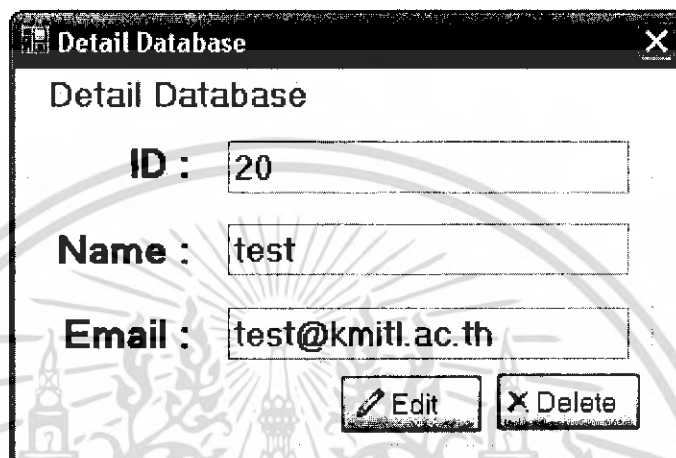 Detail Database
Detail Database
ID : 20
Name : test
Email : test@kmitl.ac.th
Edit Delete